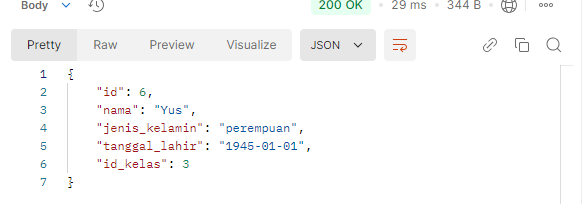 Body 200 OK 29 ms 344 B
Pretty Raw Preview Visualize JSON
1 {
2 "id": 6,
3 "nama": "Yus",
4 "jenis_kelamin": "perempuan",
5 "tanggal_lahir": "1945-01-01",
6 "id_kelas": 3
7 }